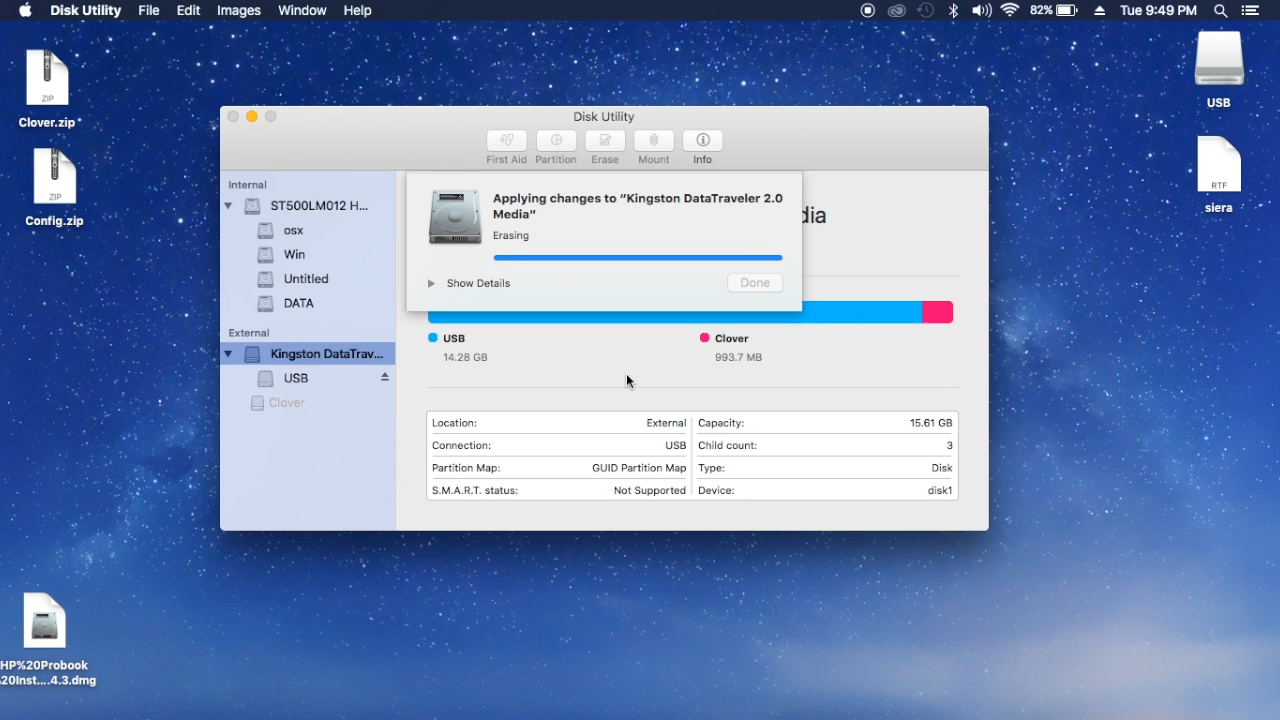 Disk Utility File Edit Images Window Help 82% Tue 9:49 PM
ZIP
Clover.zip
ZIP
Config.zip
HP%20Probook
%20Inst....4.3.dmg
USB
RTF
siera
Disk Utility
First Aid Partition Erase Mount Info
Internal
ST500LM012 H...
osx
Win
Untitled
DATA
External
Kingston DataTrav...
USB
Clover
dia
Applying changes to “Kingston DataTraveler 2.0
Media”
Erasing
Show Details Done
USB
14.28 GB
Clover
993.7 MB
Location: External
Connection: USB
Partition Map: GUID Partition Map
S.M.A.R.T. status: Not Supported
Capacity: 15.61 GB
Child count: 3
Type: Disk
Device: disk1